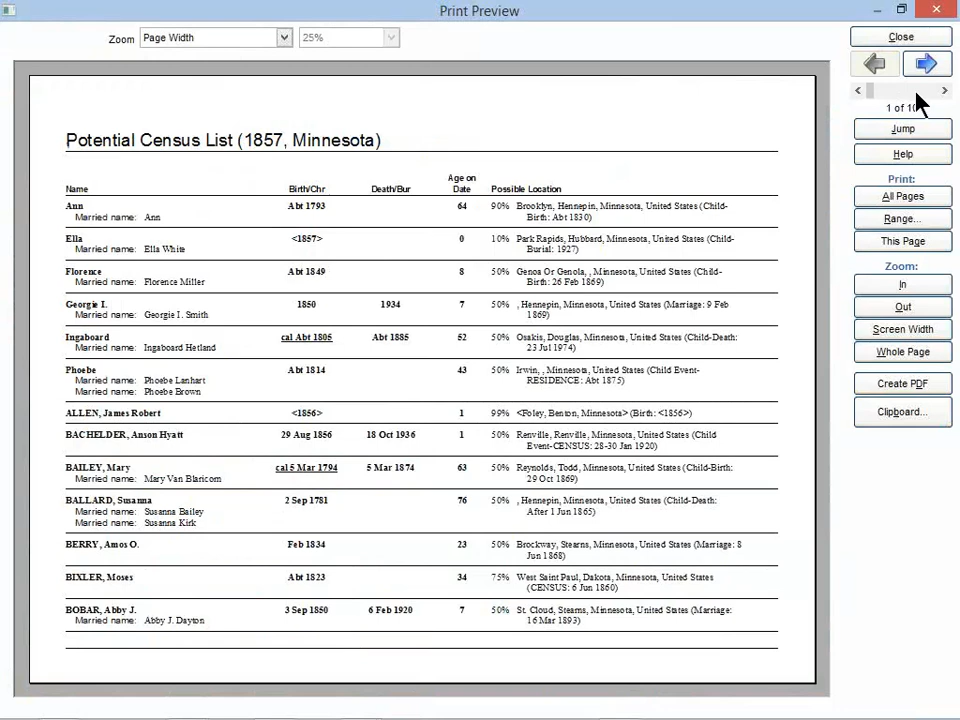 Print Preview
Zoom Page Width 25%
Close
1 of 10
Jump
Help
Print:
All Pages
Range...
This Page
Zoom:
In
Out
Screen Width
Whole Page
Create PDF
Clipboard...
Potential Census List (1857, Minnesota)
Age on
Name Birth/Chr Death/Bur Date Possible Location
Ann Abt 1793 64 90% Brooklyn, Hennepin, Minnesota, United States (Child-
Married name: Ann Birth: Abt 1830)
Ella <1857> 0 10% Park Rapids, Hubbard, Minnesota, United States (Child-
Married name: Ella White Burial: 1927)
Florence Abt 1849 8 50% Genoa Or Genola, , Minnesota, United States (Child-
Married name: Florence Miller Birth: 26 Feb 1869)
Georgie I. 1850 1934 7 50% , Hennepin, Minnesota, United States (Marriage: 9 Feb
Married name: Georgie I. Smith 1869)
Ingaboard cal Abt 1805 Abt 1885 52 50% Osakis, Douglas, Minnesota, United States (Child-Death:
Married name: Ingaboard Hetland 23 Jul 1974)
Phoebe Abt 1814 43 50% Irwin, , Minnesota, United States (Child Event-
Married name: Phoebe Lanhart RESIDENCE: Abt 1875)
Married name: Phoebe Brown
ALLEN, James Robert <1856> 1 99% <Foley, Benton, Minnesota> (Birth: <1856>)
BACHELDER, Anson Hyatt 29 Aug 1856 18 Oct 1936 1 50% Renville, Renville, Minnesota, United States (Child
Event-CENSUS: 28-30 Jan 1920)
BAILEY, Mary cal 5 Mar 1794 5 Mar 1874 63 50% Reynolds, Todd, Minnesota, United States (Child-Birth:
Married name: Mary Van Blaricom 29 Oct 1869)
BALLARD, Susanna 2 Sep 1781 76 50% , Hennepin, Minnesota, United States (Child-Death:
Married name: Susanna Bailey After 1 Jun 1865)
Married name: Susanna Kirk
BERRY, Amos O. Feb 1834 23 50% Brockway, Stearns, Minnesota, United States (Marriage: 8
Jun 1868)
BIXLER, Moses Abt 1823 34 75% West Saint Paul, Dakota, Minnesota, United States
(CENSUS: 6 Jun 1860)
BOBAR, Abby J. 3 Sep 1850 6 Feb 1920 7 50% St. Cloud, Stearns, Minnesota, United States (Marriage:
Married name: Abby J. Dayton 16 Mar 1893)